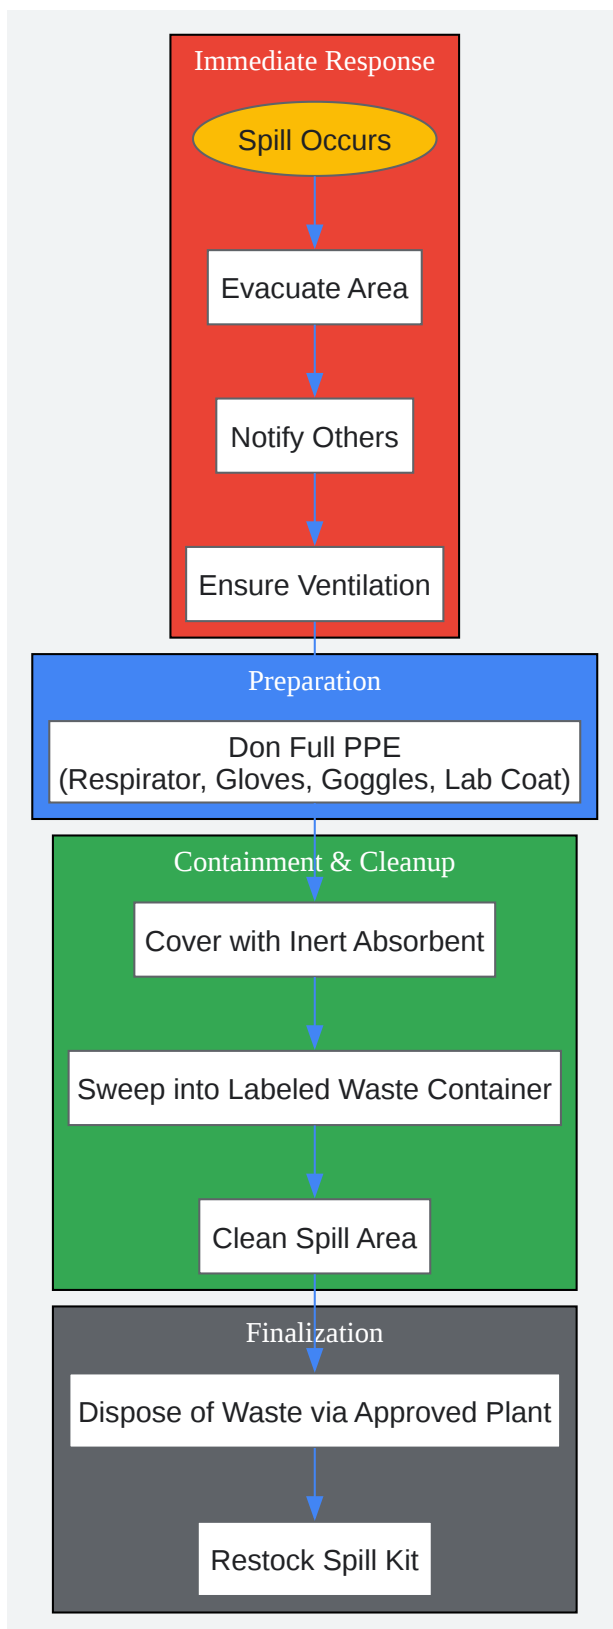 Immediate Response
Spill Occurs
Evacuate Area
Notify Others
Ensure Ventilation
Preparation
Don Full PPE
(Respirator, Gloves, Goggles, Lab Coat)
Containment & Cleanup
Cover with Inert Absorbent
Sweep into Labeled Waste Container
Clean Spill Area
Finalization
Dispose of Waste via Approved Plant
Restock Spill Kit